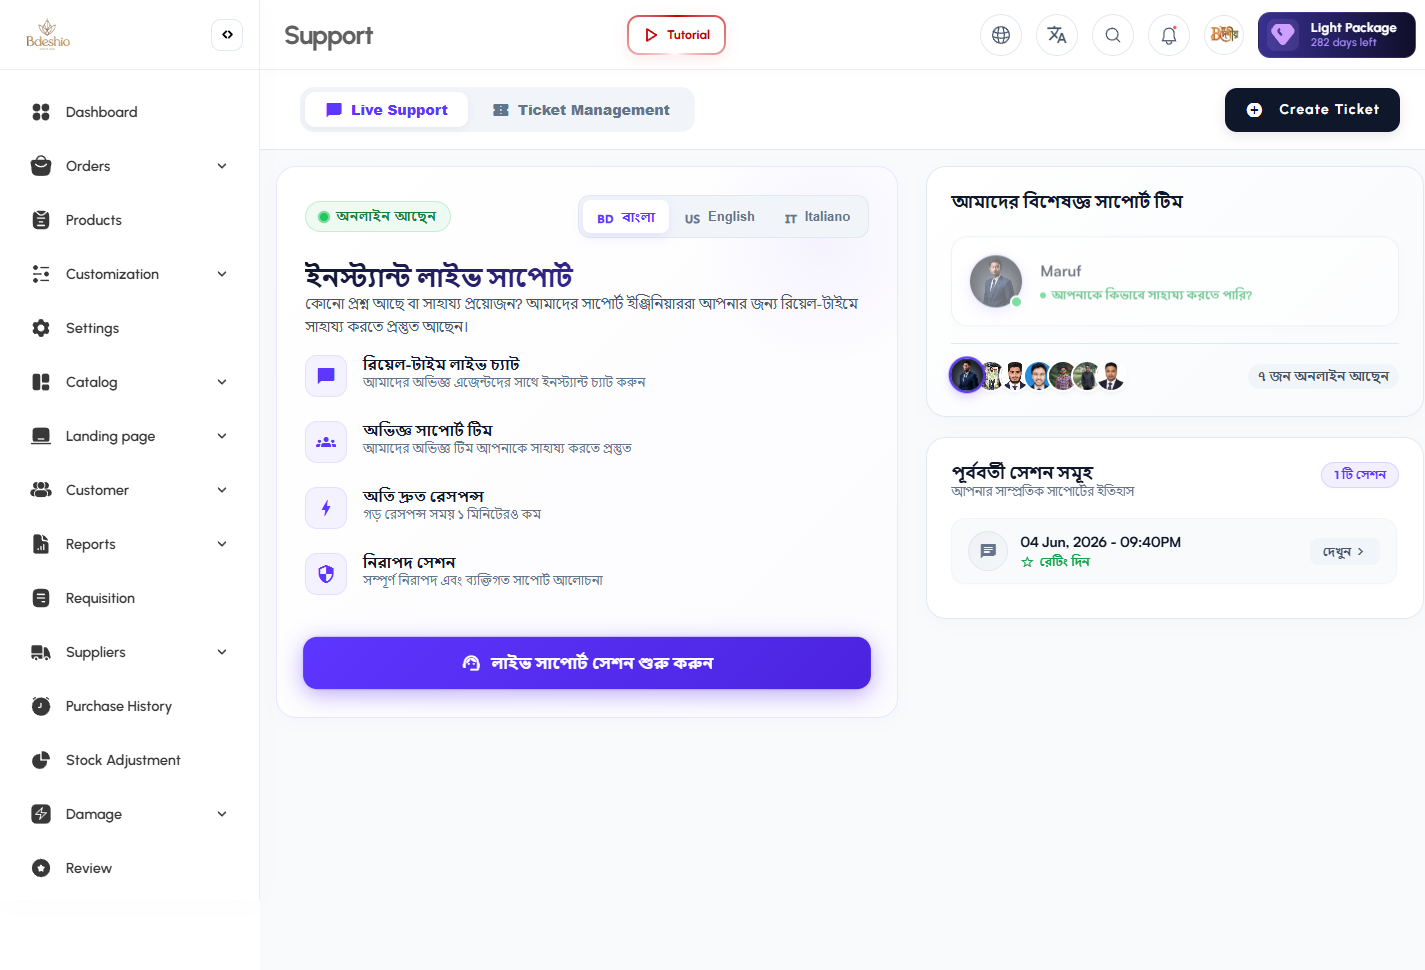 Bdeshio
Support
Tutorial
Light Package
282 days left
Dashboard
Orders
Products
Customization
Settings
Catalog
Landing page
Customer
Reports
Requisition
Suppliers
Purchase History
Stock Adjustment
Damage
Review
Live Support
Ticket Management
Create Ticket
অনলাইন আছেন
BD বাংলা
US English
IT Italiano
ইনস্ট্যান্ট লাইভ সাপোর্ট
কোনো প্রশ্ন আছে বা সাহায্য প্রয়োজন? আমাদের সাপোর্ট ইঞ্জিনিয়াররা আপনার জন্য রিয়েল-টাইমে
সাহায্য করতে প্রস্তুত আছেন।
রিয়েল-টাইম লাইভ চ্যাট
আমাদের অভিজ্ঞ এজেন্টদের সাথে ইনস্ট্যান্ট চ্যাট করুন
অভিজ্ঞ সাপোর্ট টিম
আমাদের অভিজ্ঞ টিম আপনাকে সাহায্য করতে প্রস্তুত
অতি দ্রুত রেসপন্স
গড় রেসপন্স সময় ১ মিনিটেরও কম
নিরাপদ সেশন
সম্পূর্ণ নিরাপদ এবং ব্যক্তিগত সাপোর্ট আলোচনা
লাইভ সাপোর্ট সেশন শুরু করুন
আমাদের বিশেষজ্ঞ সাপোর্ট টিম
Maruf
আপনাকে কিভাবে সাহায্য করতে পারি?
৭ জন অনলাইন আছেন
পূর্ববর্তী সেশন সমূহ
আপনার সাম্প্রতিক সাপোর্টের ইতিহাস
1 টি সেশন
04 Jun, 2026 - 09:40PM
রেটিং দিন
দেখুন